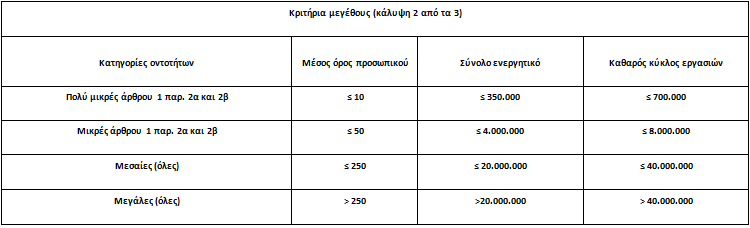 Κριτήρια μεγέθους (κάλυψη 2 από τα 3)
Κατηγορίες οντοτήτων Μέσος όρος προσωπικού Σύνολο ενεργητικό Καθαρός κύκλος εργασιών
Πολύ μικρές άρθρου 1 παρ. 2α και 2β ≤ 10 ≤ 350.000 ≤ 700.000
Μικρές άρθρου 1 παρ. 2α και 2β ≤ 50 ≤ 4.000.000 ≤ 8.000.000
Μεσαίες (όλες) ≤ 250 ≤ 20.000.000 ≤ 40.000.000
Μεγάλες (όλες) > 250 >20.000.000 > 40.000.000